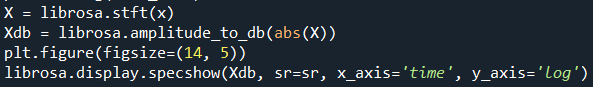 X = librosa.stft(x)
Xdb = librosa.amplitude_to_db(abs(X))
plt.figure(figsize=(14, 5))
librosa.display.specshow(Xdb, sr=sr, x_axis='time', y_axis='log')